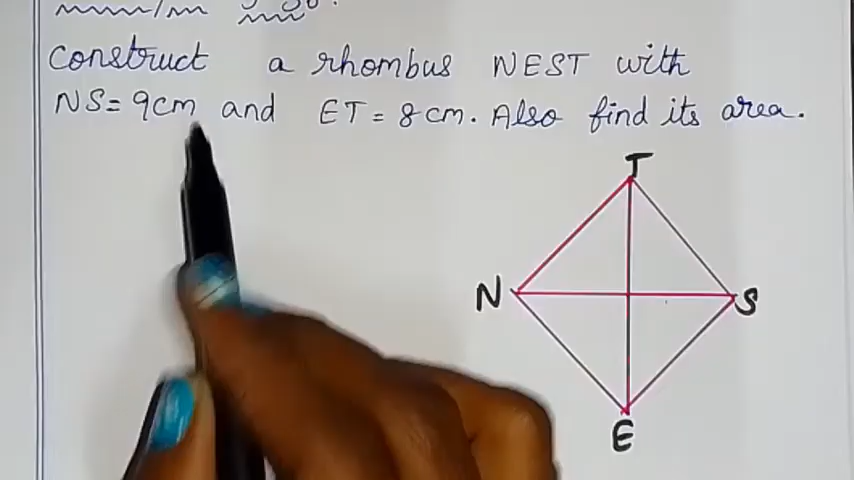 construct a rhombus NEST with
NS = 9cm and ET = 8cm. Also find its area.
T
N
S
E